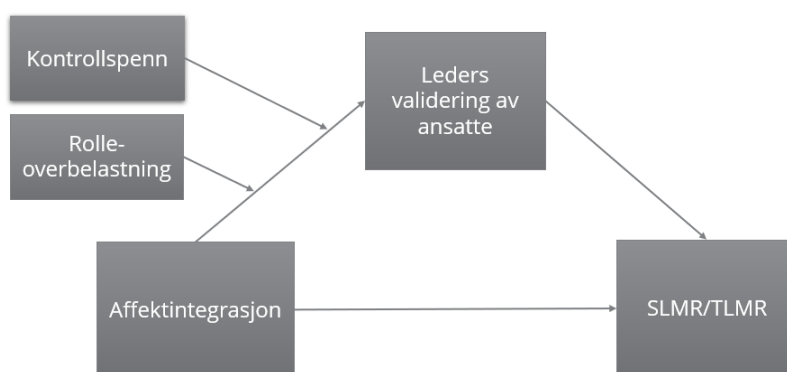 Kontrollspenn
Leders
validering av
ansatte
Rolle-
overbelastning
Affektintegrasjon
SLMR/TLMR